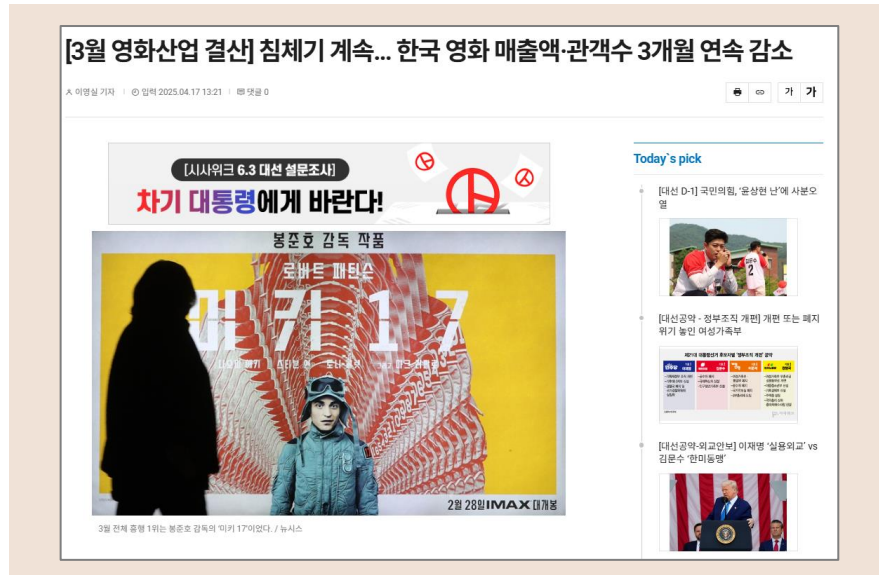 [3월 영화산업 결산] 침체기 계속... 한국 영화 매출액·관객수 3개월 연속 감소
이영실 기자 입력 2025.04.17 13:21 댓글 0
가 가
[시사위크 6.3 대선 설문조사]
차기 대통령에게 바란다!
봉준호 감독 작품
로버트 패틴슨
미키 17
2월 28일 IMAX 대개봉
3월 전체 흥행 1위는 봉준호 감독의 '미키 17'이었다. / 뉴시스
Today`s pick
[대선 D-1] 국민의힘, ‘윤상현 난’에 사분오
열
김문수
2
[대선공약 - 정부조직 개편] 개편 또는 폐지
위기 놓인 여성가족부
[대선공약-외교안보] 이재명 ‘실용외교’ vs
김문수 ‘한미동맹’